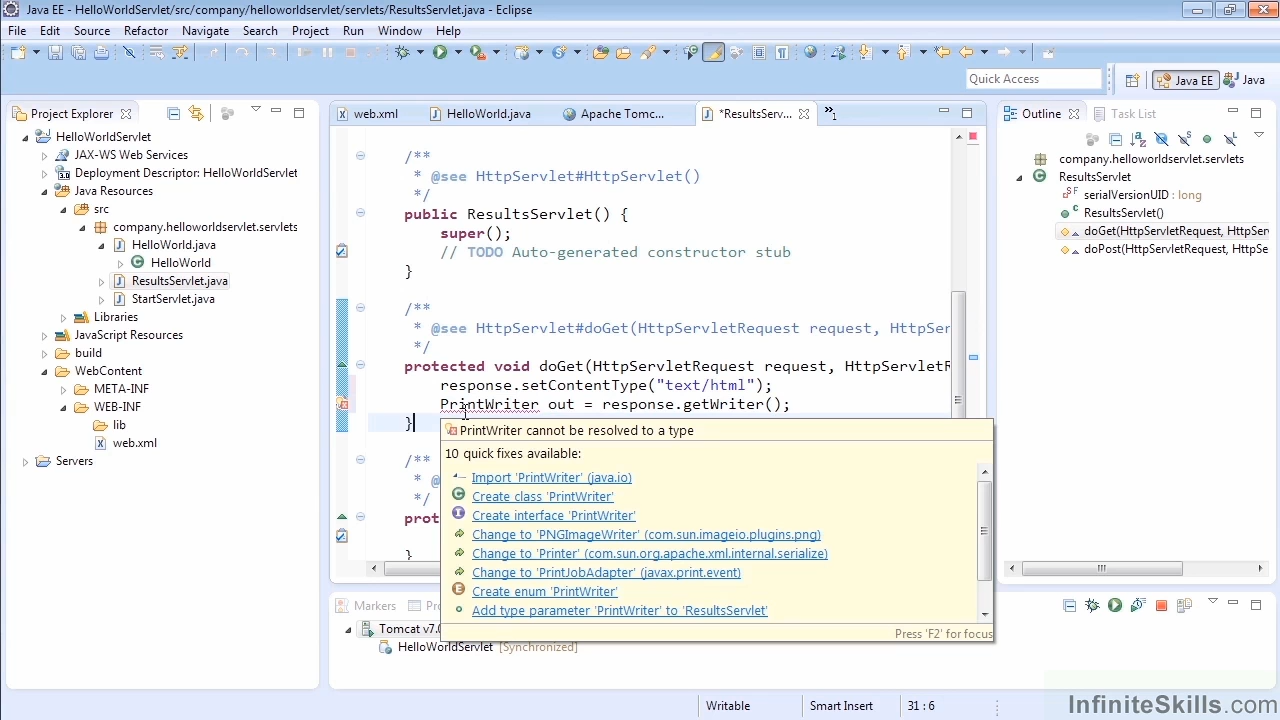 Java EE - HelloWorldServlet/src/company/helloworldservlet/servlets/ResultsServlet.java - Eclipse
File Edit Source Refactor Navigate Search Project Run Window Help
Quick Access
Java EE
Java
Project Explorer
HelloWorldServlet
JAX-WS Web Services
Deployment Descriptor: HelloWorldServlet
Java Resources
src
company.helloworldservlet.servlets
HelloWorld.java
HelloWorld
ResultsServlet.java
StartServlet.java
Libraries
JavaScript Resources
build
WebContent
META-INF
WEB-INF
lib
web.xml
Servers
web.xml
HelloWorld.java
Apache Tomc...
*ResultsServ...
»1
/**
* @see HttpServlet#HttpServlet()
*/
public ResultsServlet() {
super();
// TODO Auto-generated constructor stub
}
/**
* @see HttpServlet#doGet(HttpServletRequest request, HttpSer
*/
protected void doGet(HttpServletRequest request, HttpServletR
response.setContentType("text/html");
PrintWriter out = response.getWriter();
}
/**
* @
*/
prot
}
PrintWriter cannot be resolved to a type
10 quick fixes available:
Import 'PrintWriter' (java.io)
Create class 'PrintWriter'
Create interface 'PrintWriter'
Change to 'PNGImageWriter' (com.sun.imageio.plugins.png)
Change to 'Printer' (com.sun.org.apache.xml.internal.serialize)
Change to 'PrintJobAdapter' (javax.print.event)
Create enum 'PrintWriter'
Add type parameter 'PrintWriter' to 'ResultsServlet'
Press 'F2' for focus
Outline
Task List
company.helloworldservlet.servlets
ResultsServlet
serialVersionUID : long
ResultsServlet()
doGet(HttpServletRequest, HttpSer
doPost(HttpServletRequest, HttpSe
Markers
Pr
Tomcat v7.0
HelloWorldServlet [Synchronized]
Writable
Smart Insert
31 : 6
InfiniteSkills.com